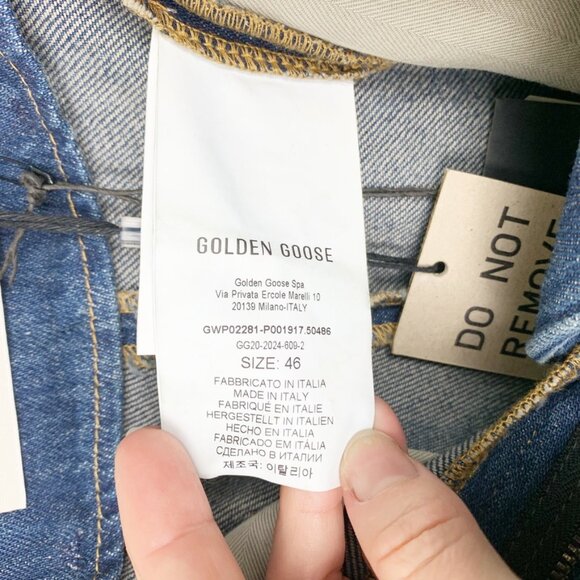 GOLDEN GOOSE
Golden Goose Spa
Via Privata Ercole Marelli 10
20139 Milano-ITALY
GWP02281-P001917.50486
GG20-2024-609-2
SIZE: 46
FABBRICATO IN ITALIA
MADE IN ITALY
FABRIQUÉ EN ITALIE
HERGESTELLT IN ITALIEN
HECHO EN ITALIA
FABRICADO EM ITALIA
СДЕЛАНО В ИТАЛИИ
제조국: 이탈리아
DO NOT
REMOVE